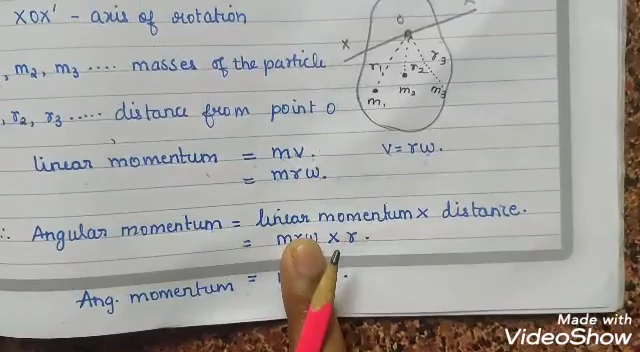 XOX' - axis of rotation
, m2, m3 .... masses of the particle
, r2, r3 ..... distance from point O
linear momentum = mv. v = rω.
= mrω.
∴ Angular momentum = linear momentum x distance.
= mrω x r.
Ang. momentum =
O
X
X
r1
r2
r3
m1
m2
m3
Made with
VideoShow